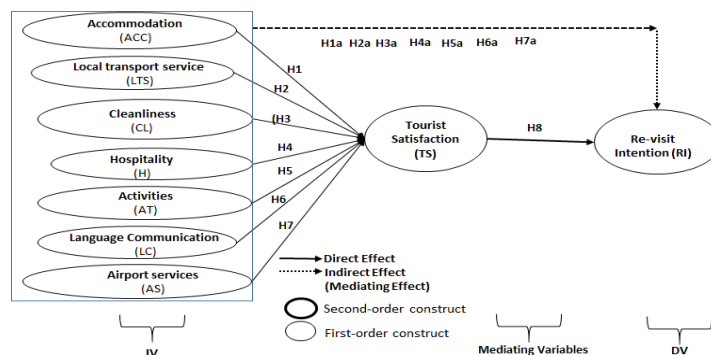 Accommodation
(ACC)
H1a H2a H3a H4a H5a H6a H7a
Local transport service
(LTS)
H1
H2
Cleanliness
(CL)
(H3
Tourist
Satisfaction
(TS)
H8
Re-visit
Intention (RI)
Hospitality
(H)
H4
Activities
(AT)
H5
H6
Language Communication
(LC)
H7
Airport services
(AS)
Direct Effect
Indirect Effect
(Mediating Effect)
Second-order construct
First-order construct
IV
Mediating Variables
DV